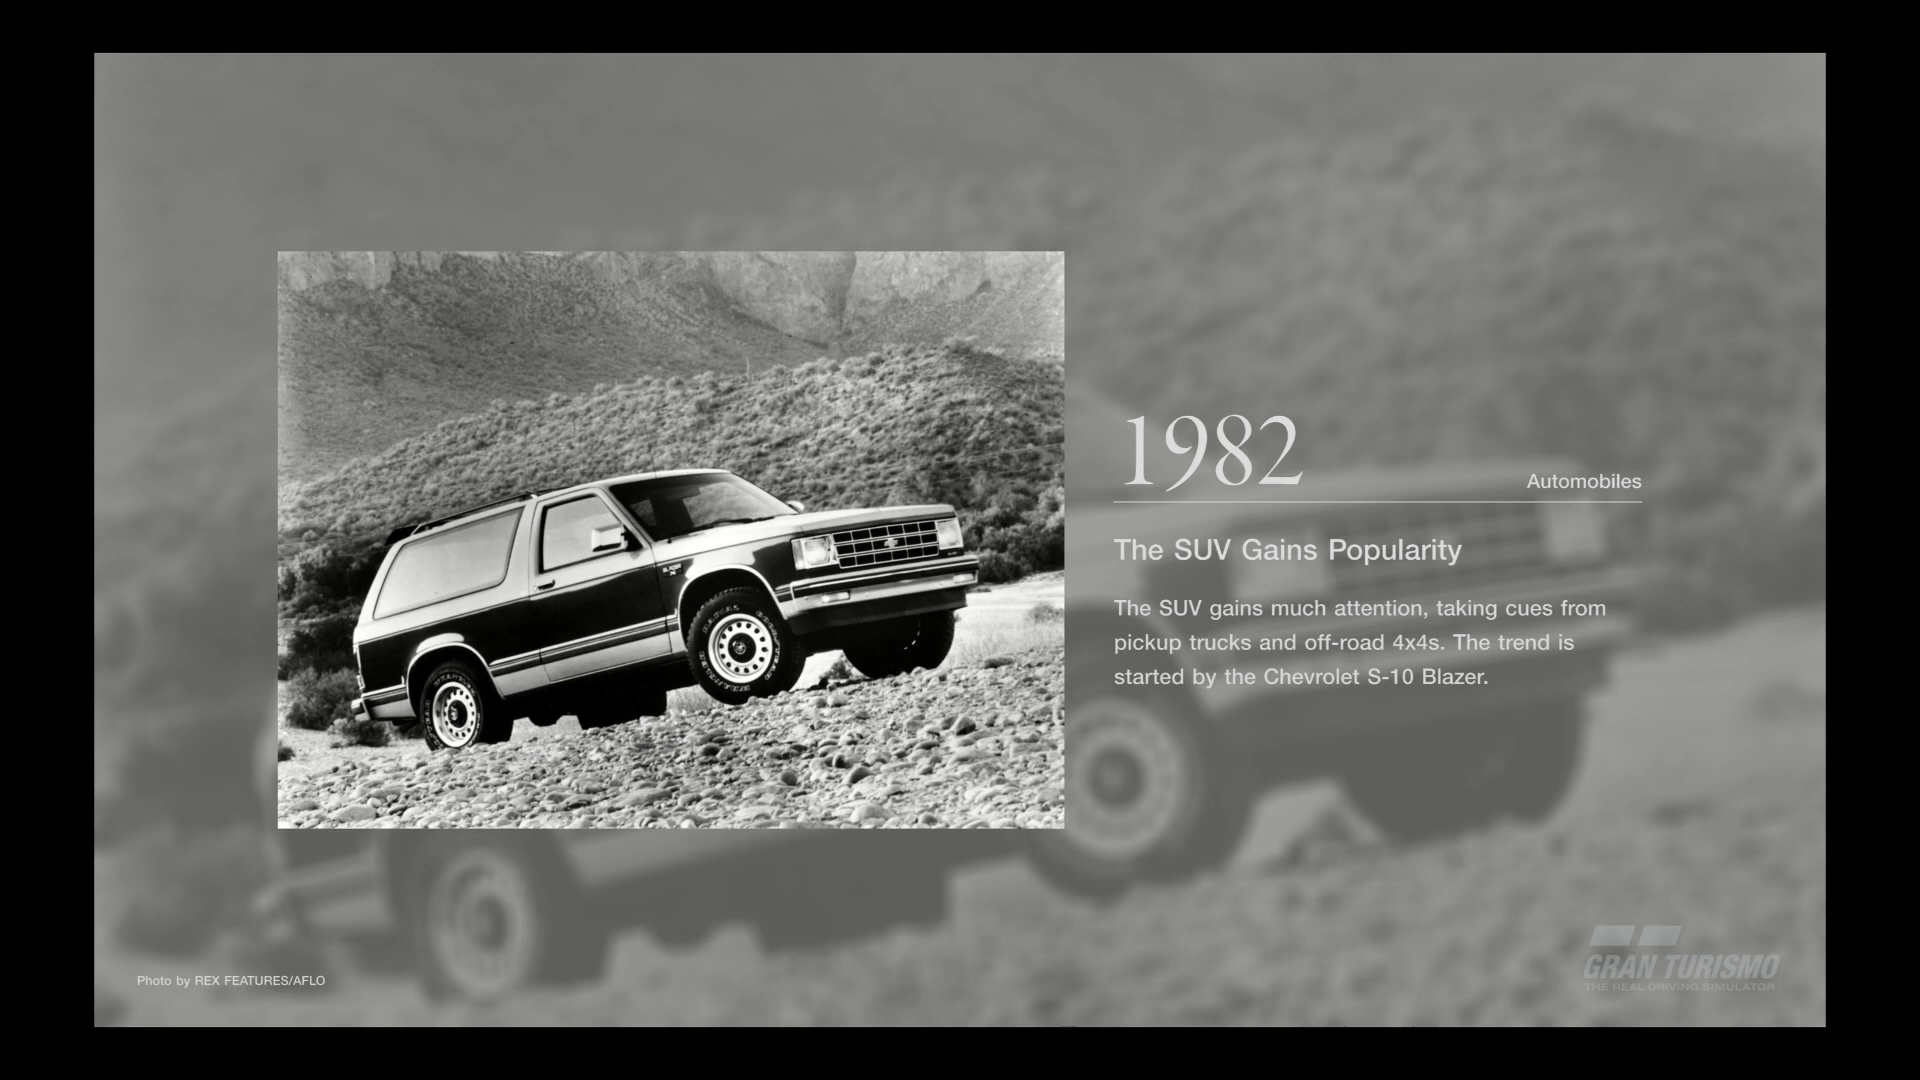 1982
Automobiles
The SUV Gains Popularity
The SUV gains much attention, taking cues from
pickup trucks and off-road 4x4s. The trend is
started by the Chevrolet S-10 Blazer.
Photo by REX FEATURES/AFLO
GRAN TURISMO
THE REAL DRIVING SIMULATOR